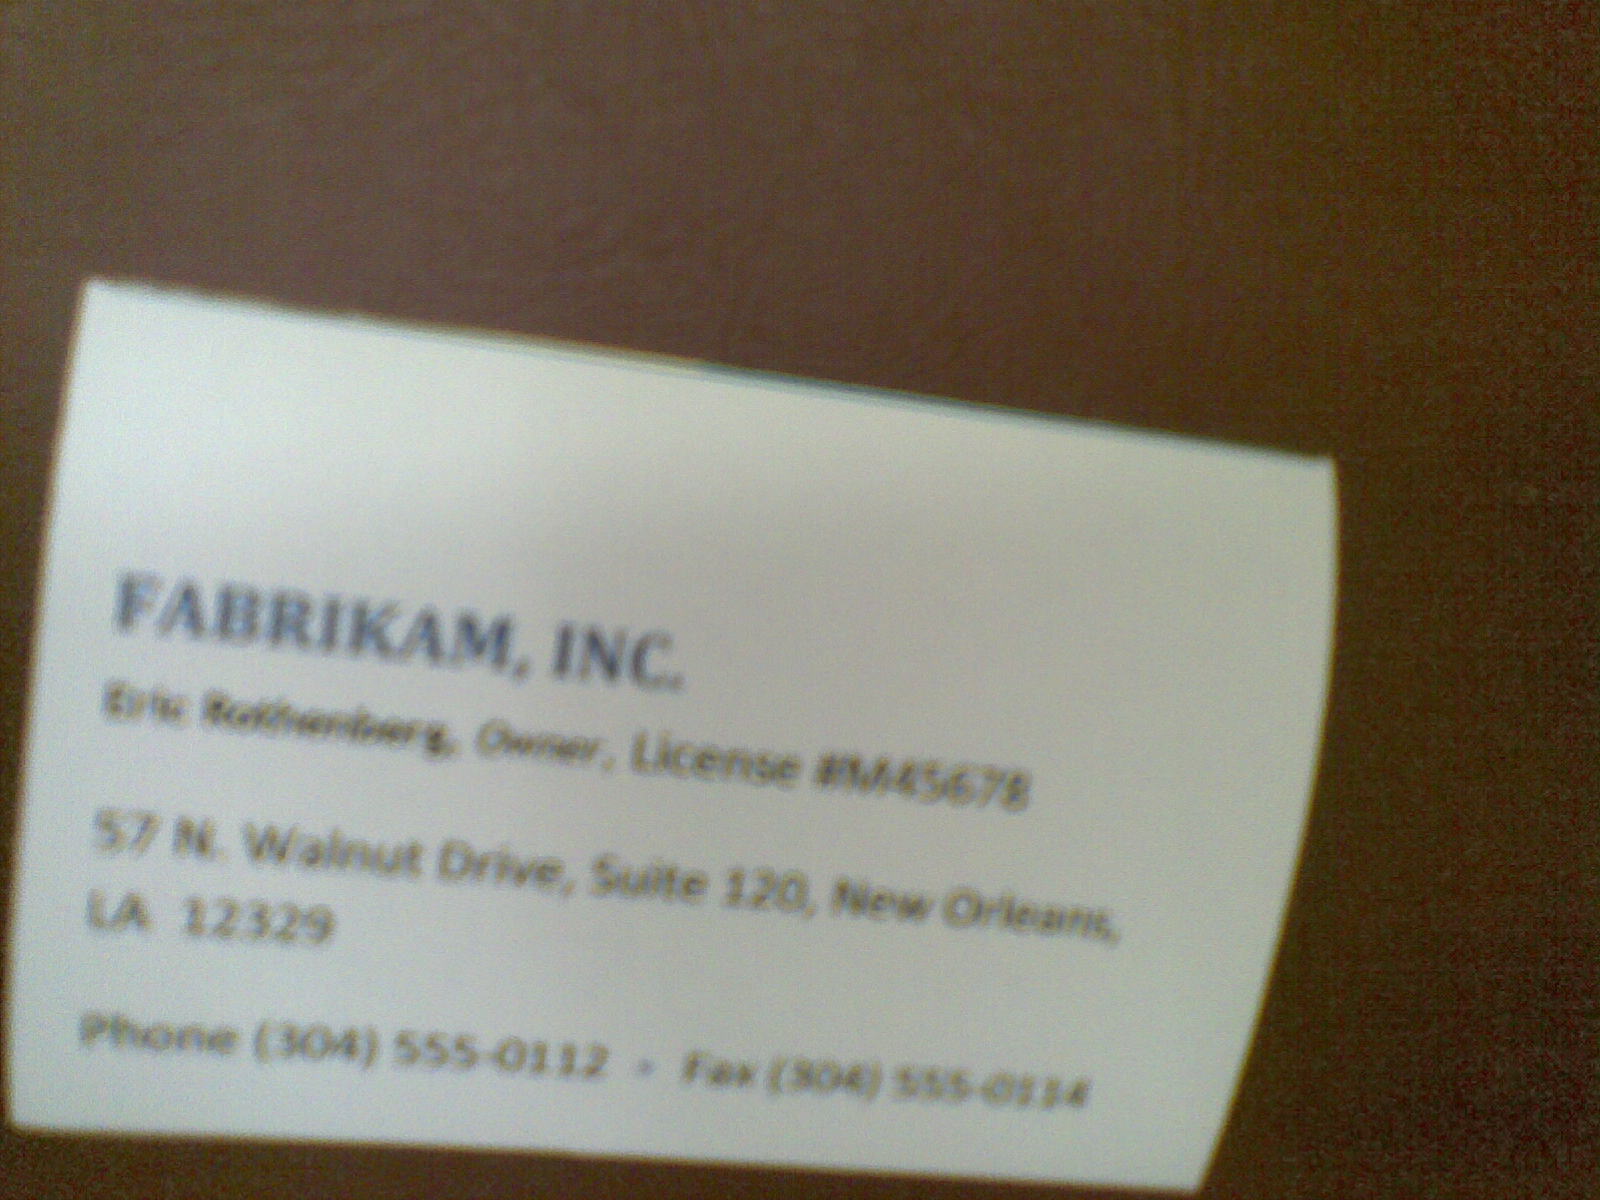 FABRIKAM, INC.
Eric Rothenberg, Owner, License #M45678
57 N. Walnut Drive, Suite 120, New Orleans,
LA 12329
Phone (304) 555-0112 - Fax (304) 555-0114